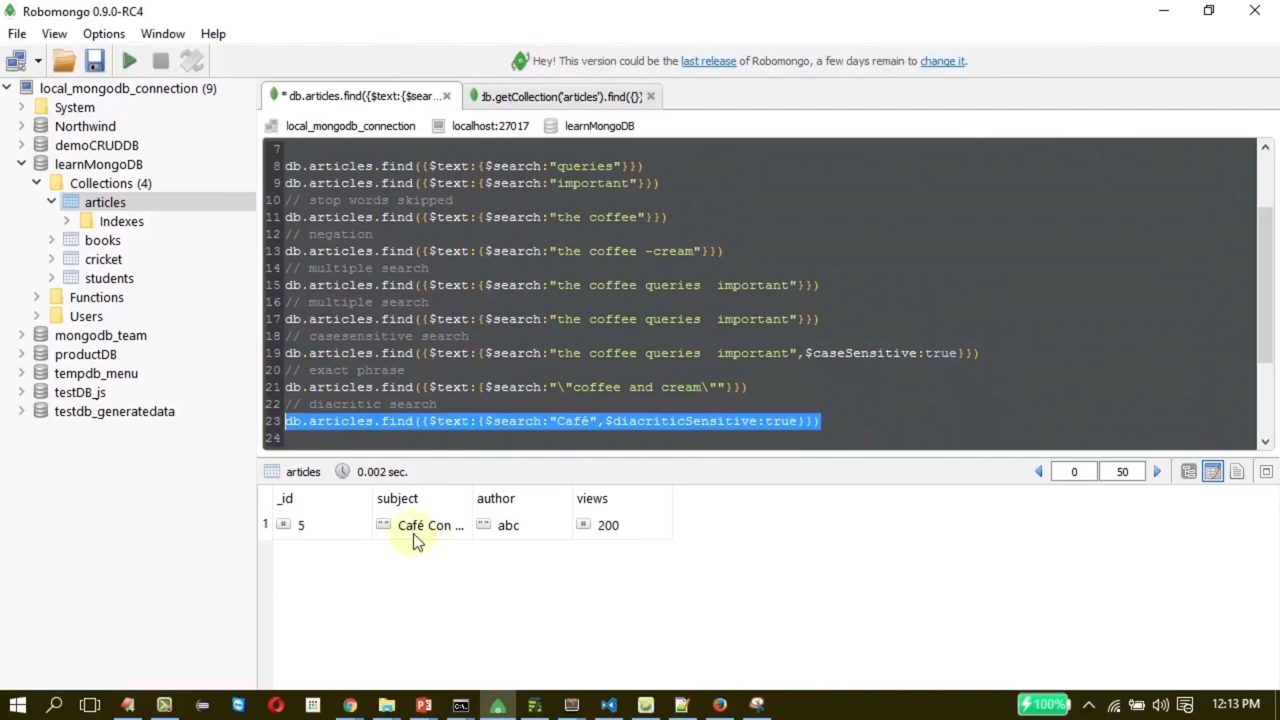 Robomongo 0.9.0-RC4
File View Options Window Help
Hey! This version could be the last release of Robomongo, a few days remain to change it.
local_mongodb_connection (9)
System
Northwind
demoCRUDDB
learnMongoDB
Collections (4)
articles
Indexes
books
cricket
students
Functions
Users
mongodb_team
productDB
tempdb_menu
testDB_js
testdb_generatedata
* db.articles.find({$text:{$sear... db.getCollection('articles').find({})
local_mongodb_connection localhost:27017 learnMongoDB
7
8 db.articles.find({$text:{$search:"queries"}})
9 db.articles.find({$text:{$search:"important"}})
10 // stop words skipped
11 db.articles.find({$text:{$search:"the coffee"}})
12 // negation
13 db.articles.find({$text:{$search:"the coffee -cream"}})
14 // multiple search
15 db.articles.find({$text:{$search:"the coffee queries  important"}})
16 // multiple search
17 db.articles.find({$text:{$search:"the coffee queries  important"}})
18 // casesensitive search
19 db.articles.find({$text:{$search:"the coffee queries  important",$caseSensitive:true}})
20 // exact phrase
21 db.articles.find({$text:{$search:"\"coffee and cream\""}})
22 // diacritic search
23 db.articles.find({$text:{$search:"Café",$diacriticSensitive:true}})
24
articles 0.002 sec. 0 50
_id subject author views
1 5 Café Con ... abc 200
100% 12:13 PM